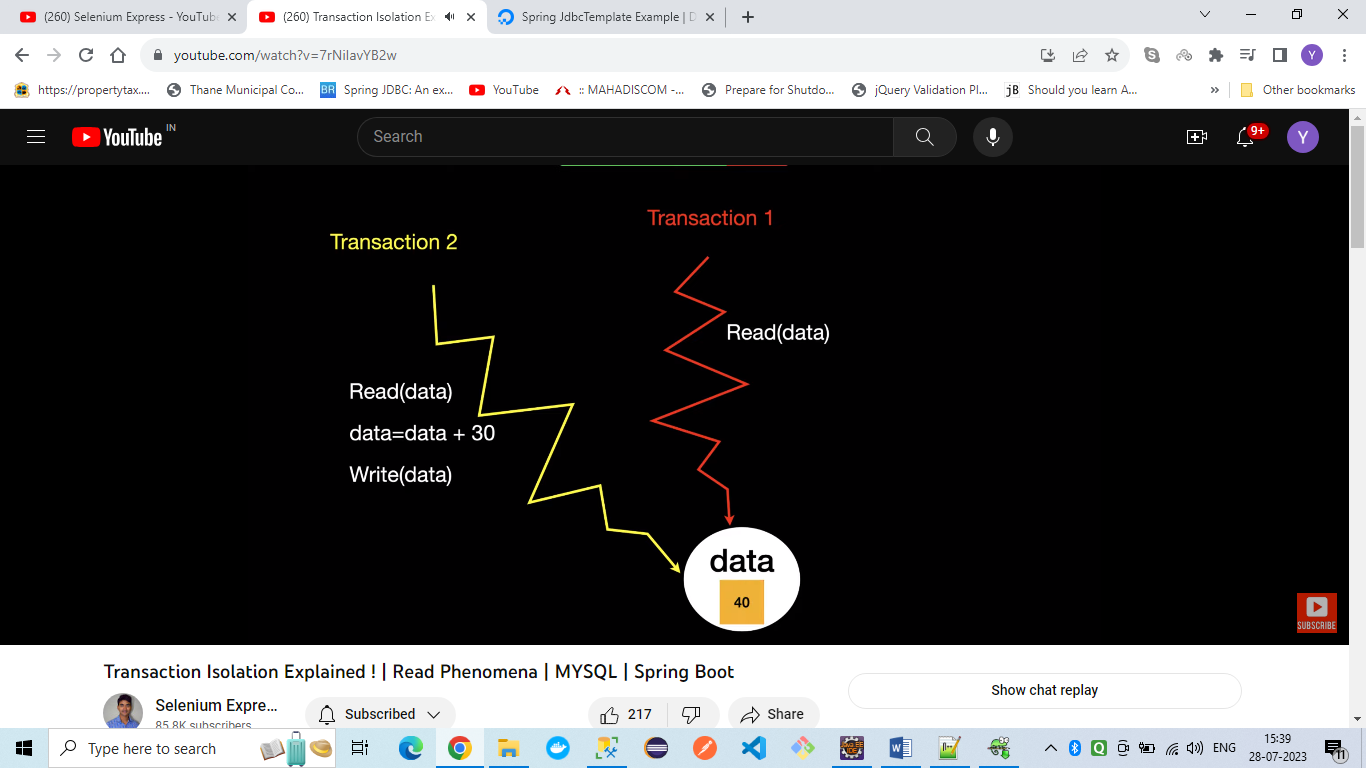 (260) Selenium Express - YouTube
(260) Transaction Isolation Ex
Spring JdbcTemplate Example | D
youtube.com/watch?v=7rNilavYB2w
Y
https://propertytax....
Thane Municipal Co...
BR
Spring JDBC: An ex...
YouTube
:: MAHADISCOM -...
Prepare for Shutdo...
jQuery Validation Pl...
jB
Should you learn A...
»
Other bookmarks
YouTube IN
Search
9+
Y
Transaction 1
Transaction 2
Read(data)
Read(data)
data=data + 30
Write(data)
data
40
SUBSCRIBE
Transaction Isolation Explained ! | Read Phenomena | MYSQL | Spring Boot
Show chat replay
Selenium Expre...
85.8K subscribers
Subscribed
217
Share
Type here to search
ENG
15:39
28-07-2023
11